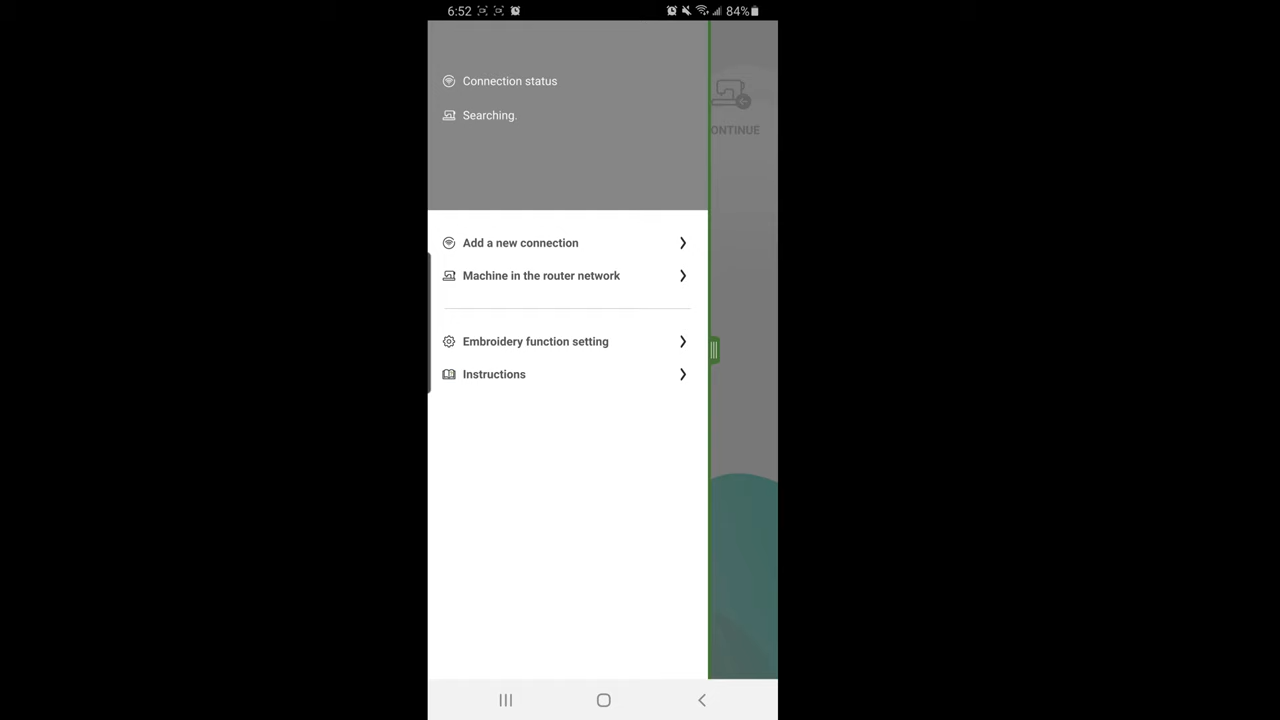 6:52 84%
Connection status
Searching.
ONTINUE
Add a new connection
Machine in the router network
Embroidery function setting
Instructions